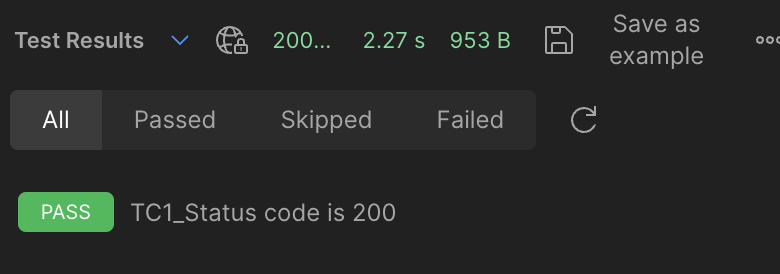 Test Results 200... 2.27 s 953 B Save as
example
All Passed Skipped Failed
PASS TC1_Status code is 200